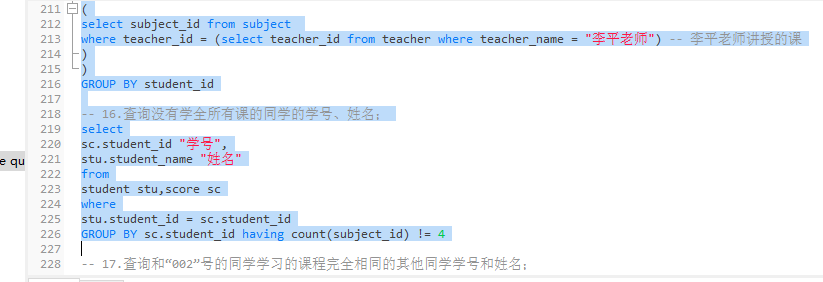 211 (
212 select subject_id from subject
213 where teacher_id = (select teacher_id from teacher where teacher_name = "李平老师") -- 李平老师讲授的课
214 )
215 )
216 GROUP BY student_id
217
218 -- 16.查询没有学全所有课的同学的学号、姓名;
219 select
220 sc.student_id "学号",
221 stu.student_name "姓名"
e qu
222 from
223 student stu,score sc
224 where
225 stu.student_id = sc.student_id
226 GROUP BY sc.student_id having count(subject_id) != 4
227
228 -- 17.查询和“002”号的同学学习的课程完全相同的其他同学学号和姓名;